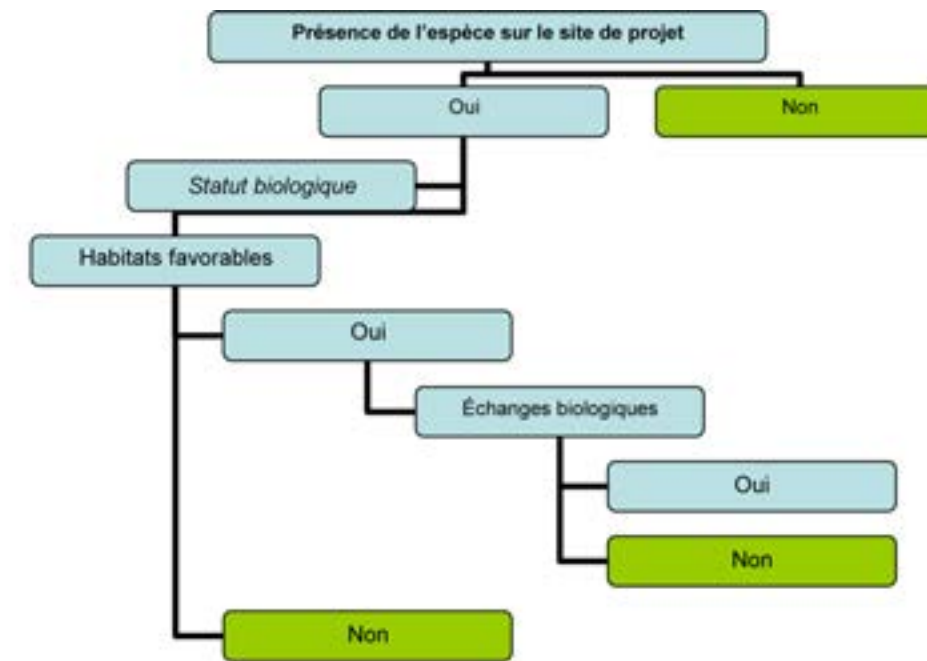 Présence de l'espèce sur le site de projet
Oui
Non
Statut biologique
Habitats favorables
Oui
Échanges biologiques
Oui
Non
Non